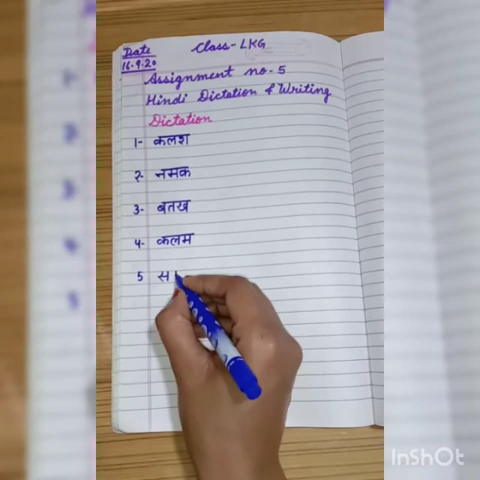 Date Class - LKG
16.9.20
Assignment no. 5
Hindi Dictation & Writing
Dictation
1- कलश
2- नमक
3- बतख
4- कलम
5 स
InShOt